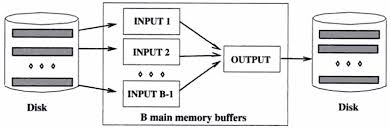 INPUT 1
INPUT 2
OUTPUT
INPUT B-1
Disk
Disk
B main memory buffers